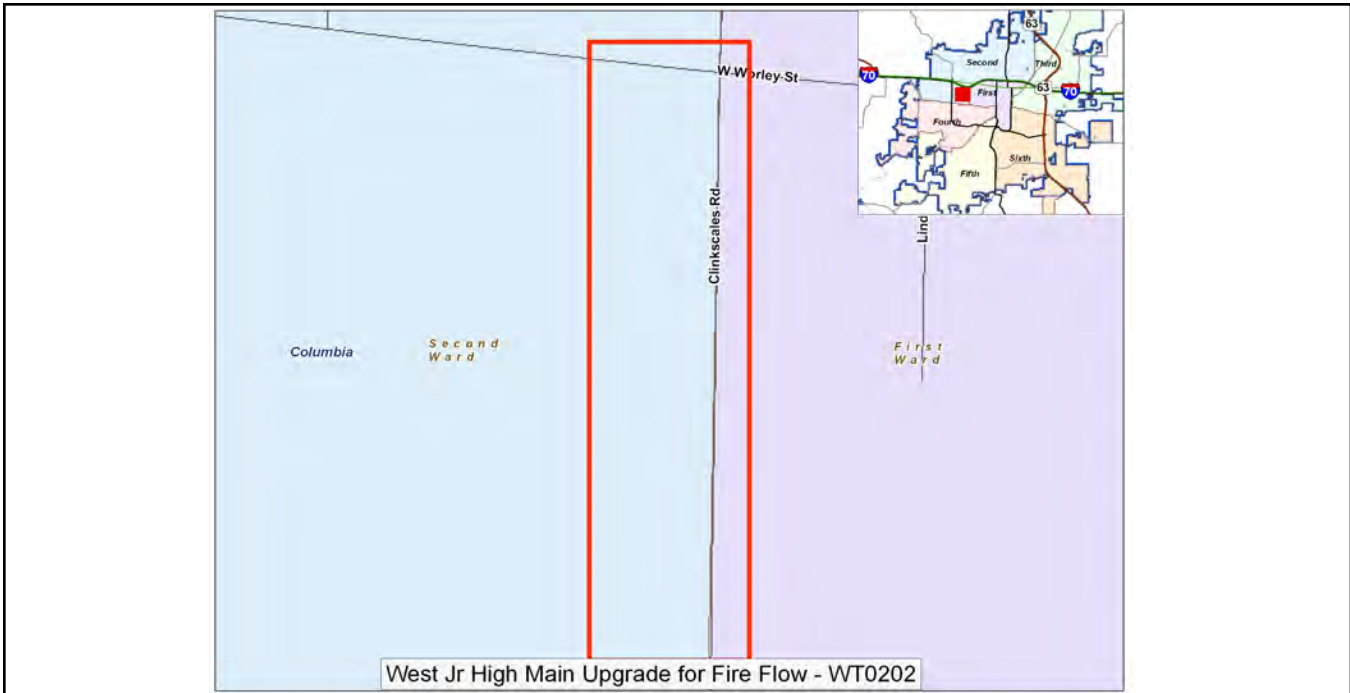 63
Second
Third
70
First
63
70
Fourth
Sixth
Fifth
W Worley St
Clinkscales Rd
Lind
Columbia
Second
Ward
First
Ward
West Jr High Main Upgrade for Fire Flow - WT0202